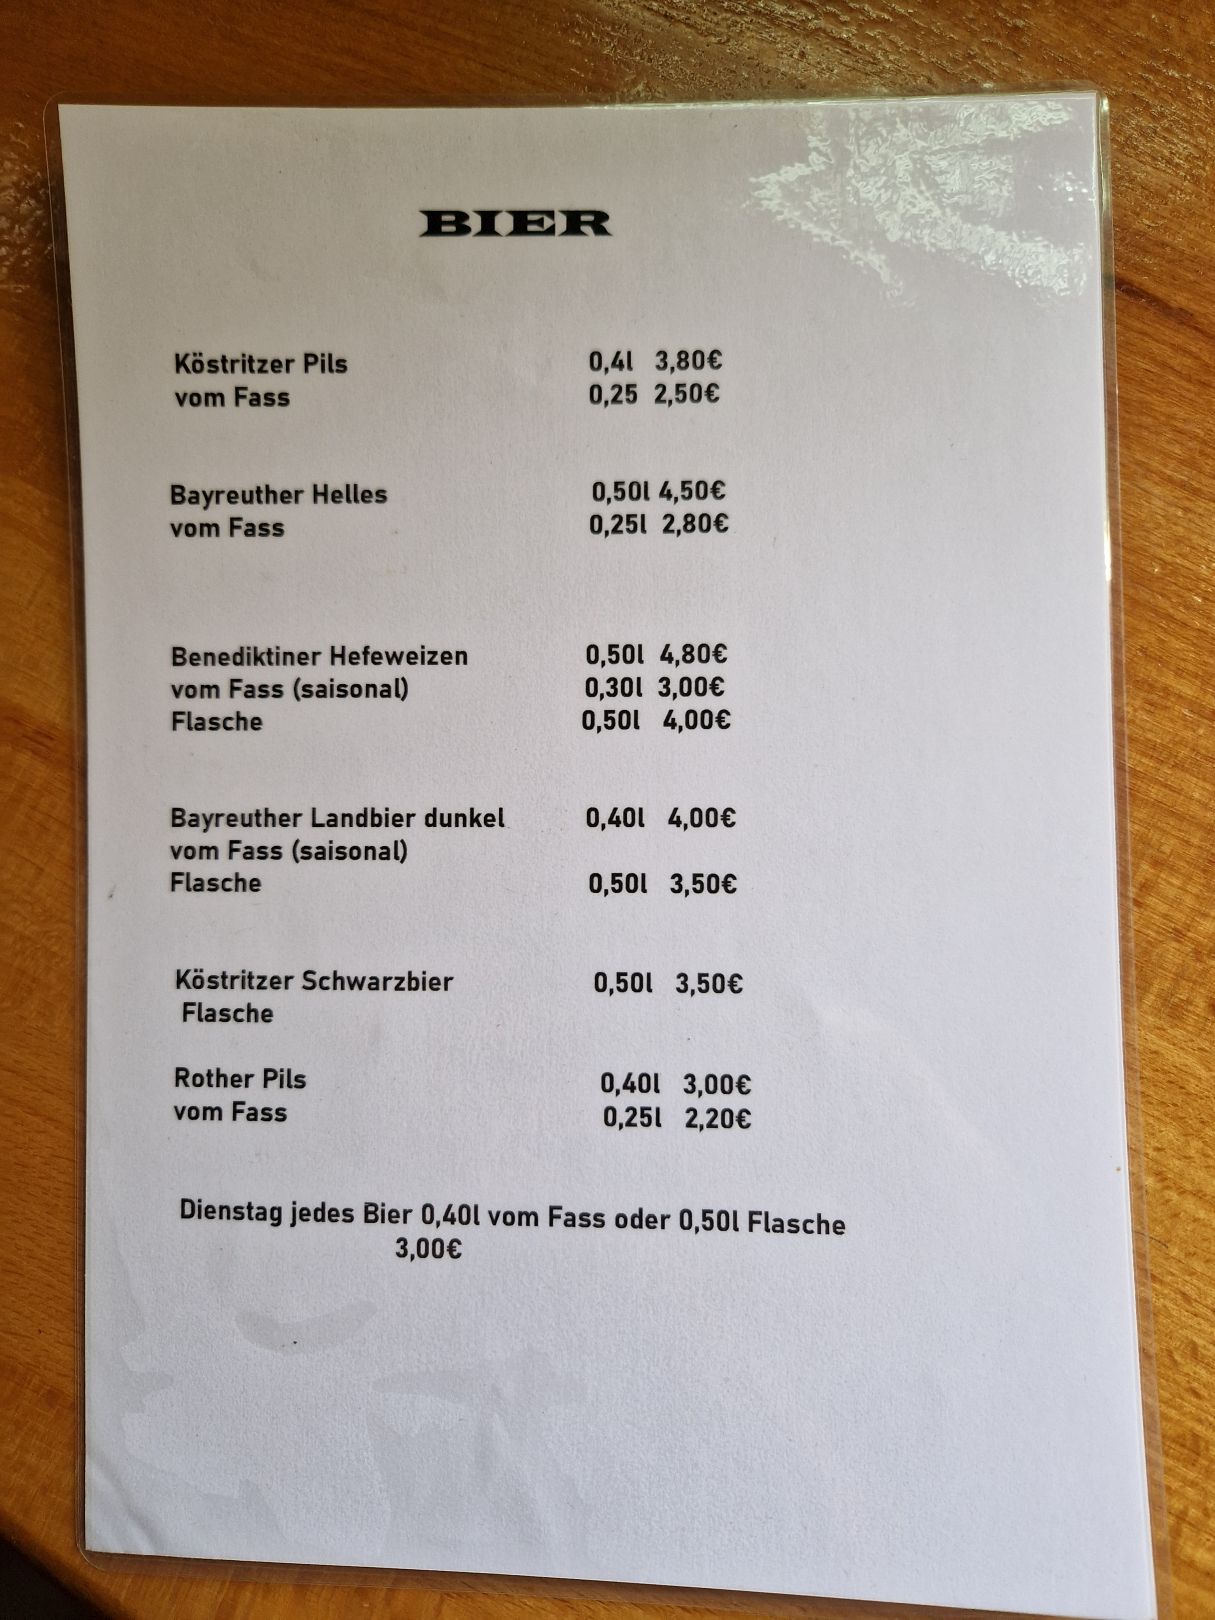 BIER
Köstritzer Pils 0,4l 3,80€
vom Fass 0,25 2,50€
Bayreuther Helles 0,50l 4,50€
vom Fass 0,25l 2,80€
Benediktiner Hefeweizen 0,50l 4,80€
vom Fass (saisonal) 0,30l 3,00€
Flasche 0,50l 4,00€
Bayreuther Landbier dunkel 0,40l 4,00€
vom Fass (saisonal)
Flasche 0,50l 3,50€
Köstritzer Schwarzbier 0,50l 3,50€
Flasche
Rother Pils 0,40l 3,00€
vom Fass 0,25l 2,20€
Dienstag jedes Bier 0,40l vom Fass oder 0,50l Flasche
3,00€